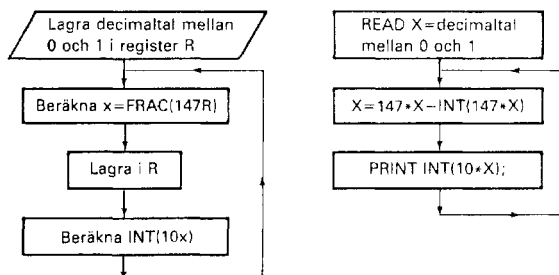 Lagra decimaltal mellan
0 och 1 i register R
Beräkna x=FRAC(147R)
Lagra i R
Beräkna INT(10x)
READ X=decimaltal
mellan 0 och 1
X=147*X−INT(147*X)
PRINT INT(10*X);